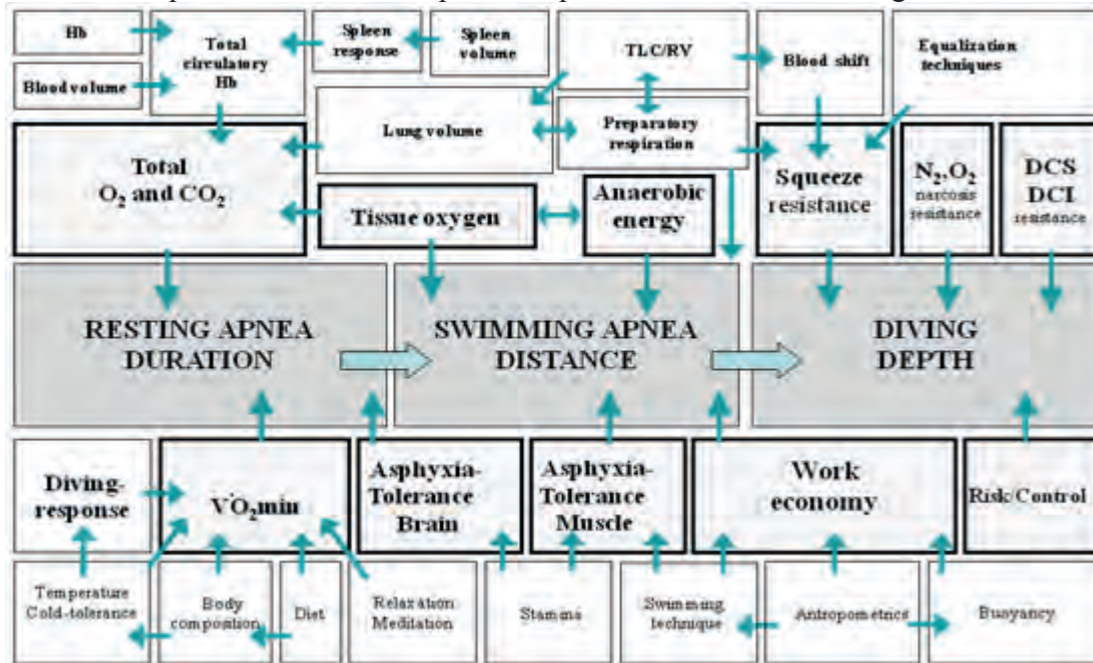 Hb
Total
circulatory
Hb
Spleen
response
Spleen
volume
TLC/RV
Blood shift
Equalization
techniques
Blood volume
Lung volume
Preparatory
respiration
Total
O₂ and CO₂
Tissue oxygen
Anaerobic
energy
Squeeze
resistance
N₂,O₂
narcosis
resistance
DCS
DCI
resistance
RESTING APNEA
DURATION
SWIMMING APNEA
DISTANCE
DIVING
DEPTH
Diving-
response
V̇O₂min
Asphyxia-
Tolerance
Brain
Asphyxia-
Tolerance
Muscle
Work
economy
Risk/Control
Temperature
Cold-tolerance
Body
composition
Diet
Relaxation
Meditation
Stamina
Swimming
technique
Antropometrics
Buoyancy